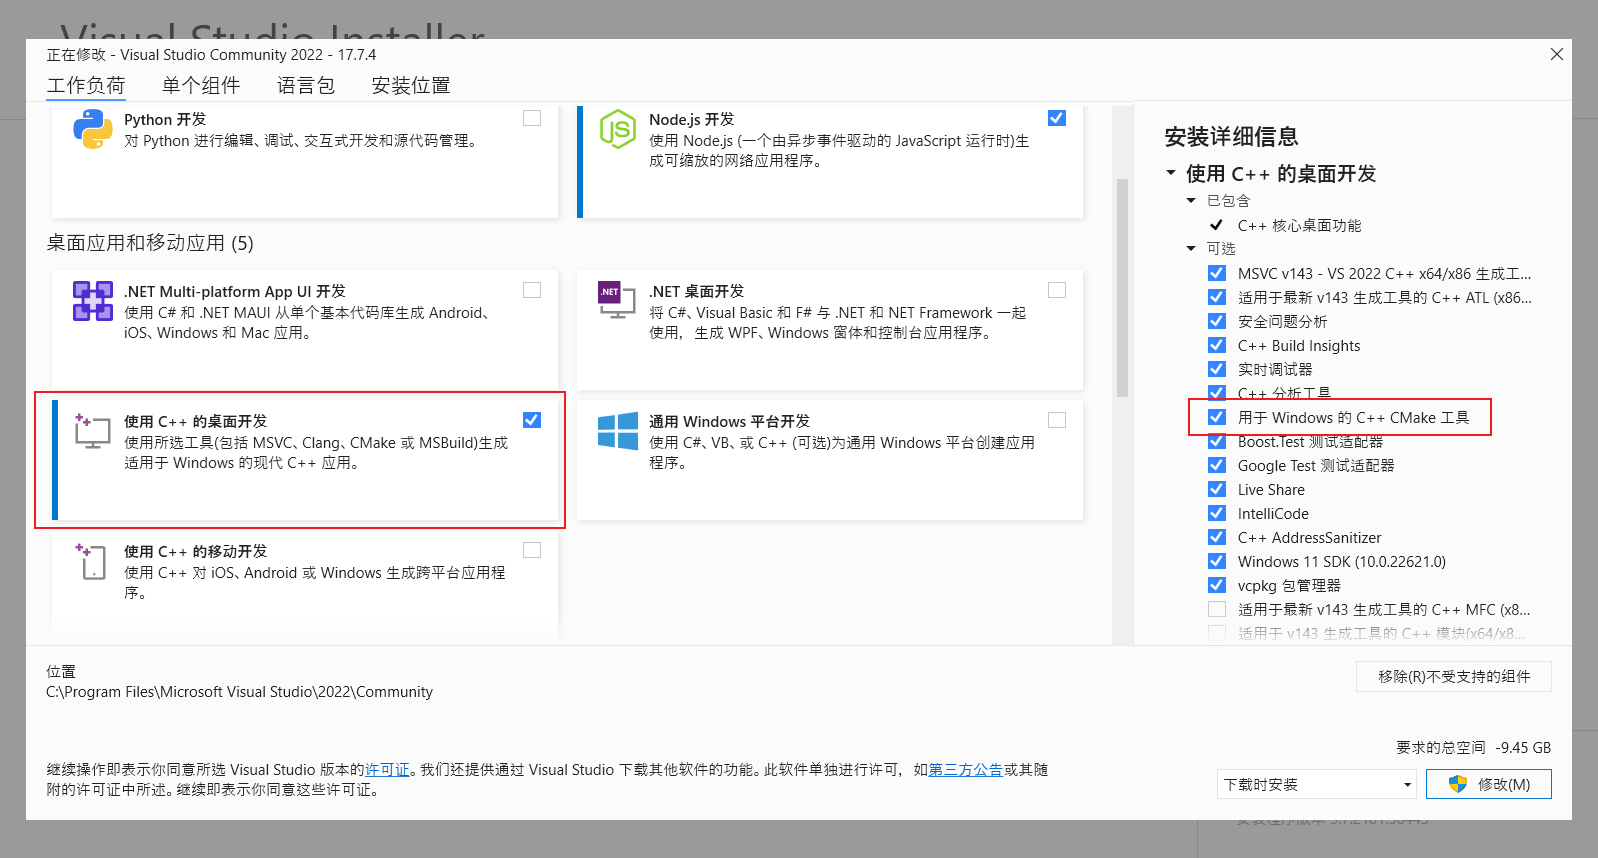 Visual Studio Installer
正在修改 - Visual Studio Community 2022 - 17.7.4
工作负荷 单个组件 语言包 安装位置
Python 开发
对 Python 进行编辑、调试、交互式开发和源代码管理。
Node.js 开发
使用 Node.js (一个由异步事件驱动的 JavaScript 运行时)生
成可缩放的网络应用程序。
桌面应用和移动应用 (5)
.NET Multi-platform App UI 开发
使用 C# 和 .NET MAUI 从单个基本代码库生成 Android、
iOS、Windows 和 Mac 应用。
.NET
.NET 桌面开发
将 C#、Visual Basic 和 F# 与 .NET 和 NET Framework 一起
使用，生成 WPF、Windows 窗体和控制台应用程序。
使用 C++ 的桌面开发
使用所选工具(包括 MSVC、Clang、CMake 或 MSBuild)生成
适用于 Windows 的现代 C++ 应用。
通用 Windows 平台开发
使用 C#、VB、或 C++ (可选)为通用 Windows 平台创建应用
程序。
使用 C++ 的移动开发
使用 C++ 对 iOS、Android 或 Windows 生成跨平台应用程
序。
安装详细信息
使用 C++ 的桌面开发
已包含
C++ 核心桌面功能
可选
MSVC v143 - VS 2022 C++ x64/x86 生成工...
适用于最新 v143 生成工具的 C++ ATL (x86...
安全问题分析
C++ Build Insights
实时调试器
C++ 分析工具
用于 Windows 的 C++ CMake 工具
Boost.Test 测试适配器
Google Test 测试适配器
Live Share
IntelliCode
C++ AddressSanitizer
Windows 11 SDK (10.0.22621.0)
vcpkg 包管理器
适用于最新 v143 生成工具的 C++ MFC (x8...
适用于 v143 生成工具的 C++ 模块(x64/x8...
位置
C:\Program Files\Microsoft Visual Studio\2022\Community
移除(R)不受支持的组件
要求的总空间 -9.45 GB
继续操作即表示你同意所选 Visual Studio 版本的许可证。我们还提供通过 Visual Studio 下载其他软件的功能。此软件单独进行许可，如第三方公告或其随
附的许可证中所述。继续即表示你同意这些许可证。
下载时安装
修改(M)